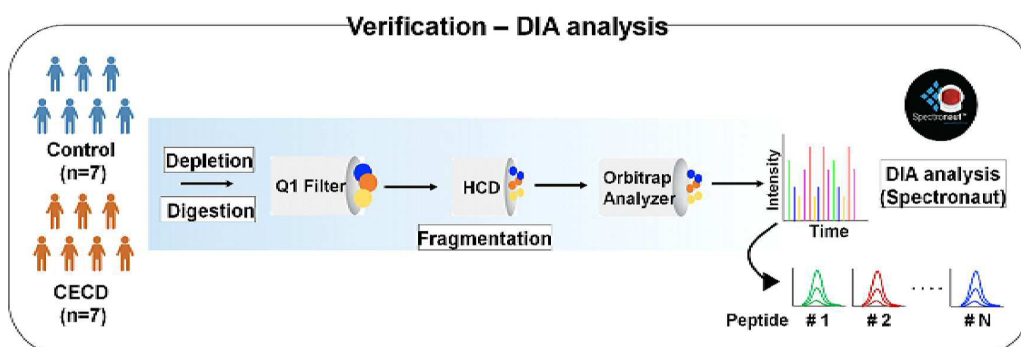 Verification – DIA analysis
Control
(n=7)
CECD
(n=7)
Depletion
Digestion
Q1 Filter
HCD
Fragmentation
Orbitrap
Analyzer
Intensity
Time
Spectronaut™
DIA analysis
(Spectronaut)
Peptide # 1 # 2 # N